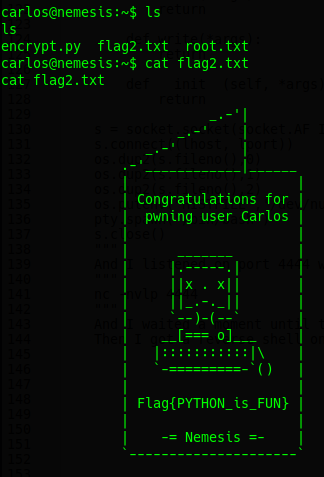 carlos@nemesis:~$ ls
ls
encrypt.py  flag2.txt  root.txt
carlos@nemesis:~$ cat flag2.txt
cat flag2.txt
Congratulations for
pwning user Carlos
x . x
[=== o]
Flag{PYTHON_is_FUN}
-= Nemesis =-